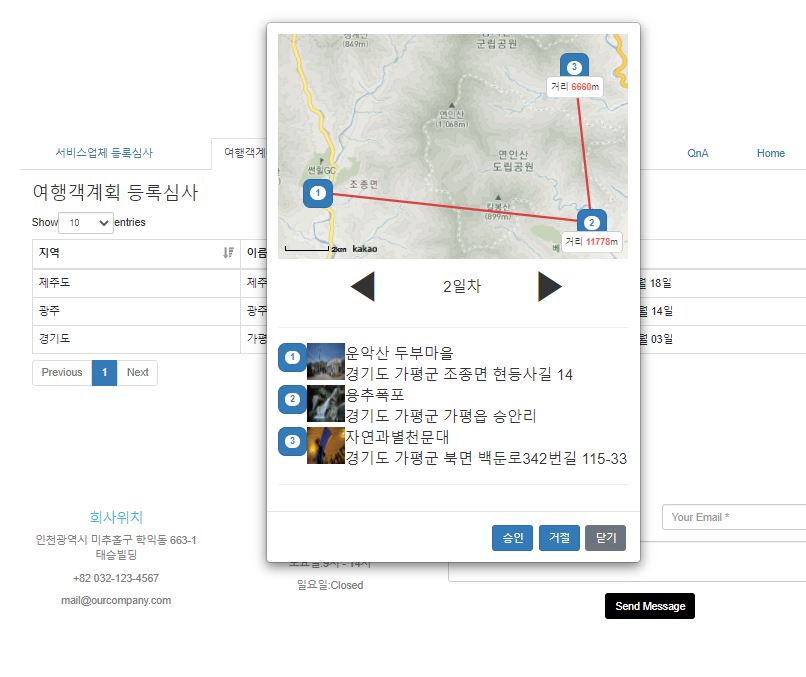 (849m)
군립공원
3
거리 6660m
연인산
(1,068m)
연인산
도립공원
썬힐GC
조종면
1
칼봉산
(899m)
2
거리 11778m
2km kakao
서비스업체 등록심사
여행객계
QnA
Home
여행객계획 등록심사
Show 10 entries
지역
이름
제주도
제주
월 18일
광주
광주
월 14일
경기도
가평
월 03일
Previous 1 Next
2일차
1 운악산 두부마을
경기도 가평군 조종면 현등사길 14
2 용추폭포
경기도 가평군 가평읍 승안리
3 자연과별천문대
경기도 가평군 북면 백둔로342번길 115-33
승인 거절 닫기
회사위치
인천광역시 미추홀구 학익동 663-1
태승빌딩
+82 032-123-4567
mail@ourcompany.com
토요일:9시 - 14시
일요일:Closed
Your Email *
Send Message